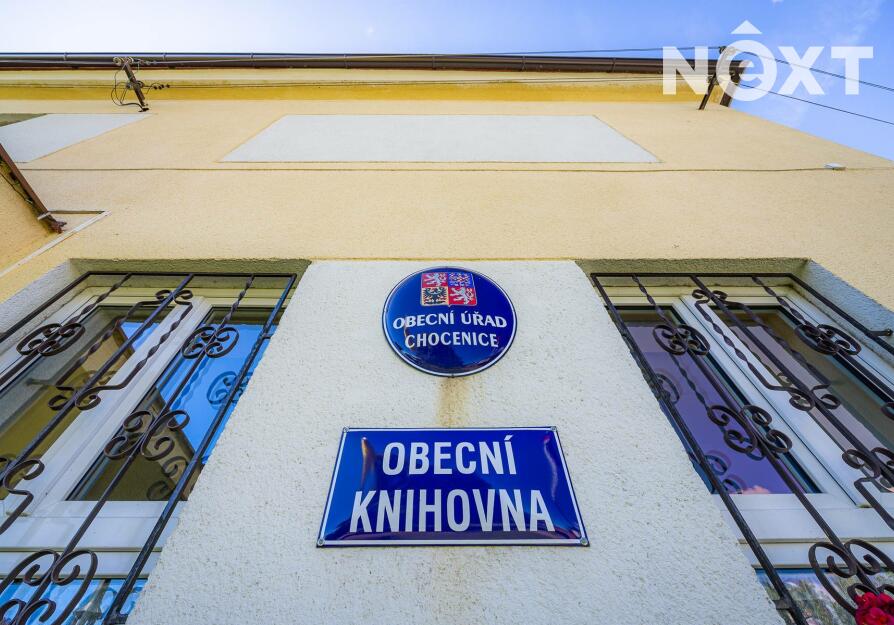 NEXT
OBECNÍ ÚŘAD
CHOCENICE
OBECNÍ
KNIHOVNA